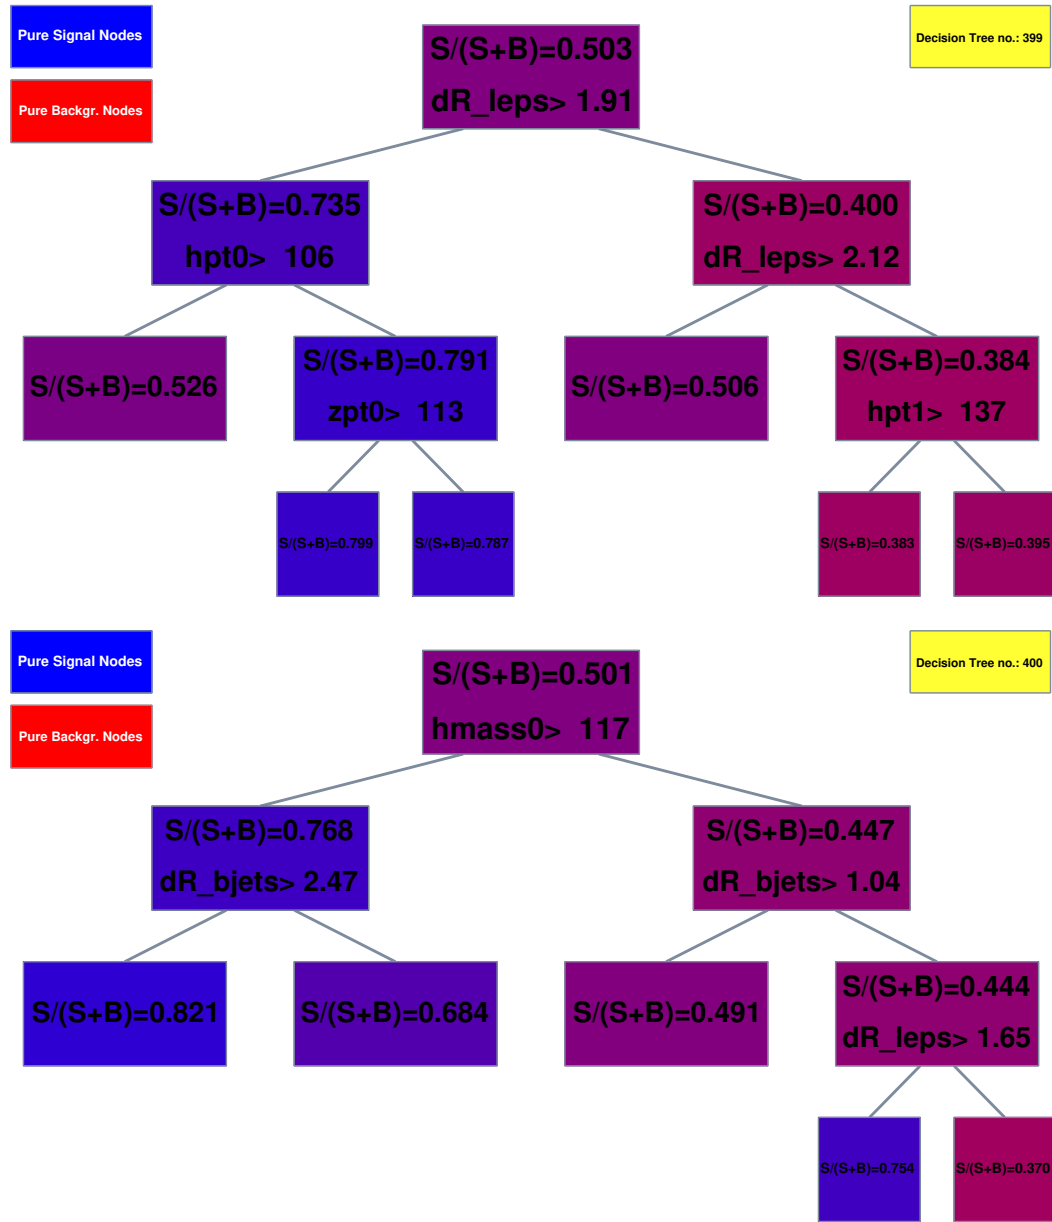 Pure Signal Nodes
Pure Backgr. Nodes
Decision Tree no.: 399
S/(S+B)=0.503
dR_leps> 1.91
S/(S+B)=0.735
hpt0>  106
S/(S+B)=0.400
dR_leps> 2.12
S/(S+B)=0.526
S/(S+B)=0.791
zpt0>  113
S/(S+B)=0.506
S/(S+B)=0.384
hpt1>  137
S/(S+B)=0.799
S/(S+B)=0.787
S/(S+B)=0.383
S/(S+B)=0.395
Pure Signal Nodes
Pure Backgr. Nodes
Decision Tree no.: 400
S/(S+B)=0.501
hmass0>  117
S/(S+B)=0.768
dR_bjets> 2.47
S/(S+B)=0.447
dR_bjets> 1.04
S/(S+B)=0.821
S/(S+B)=0.684
S/(S+B)=0.491
S/(S+B)=0.444
dR_leps> 1.65
S/(S+B)=0.754
S/(S+B)=0.370